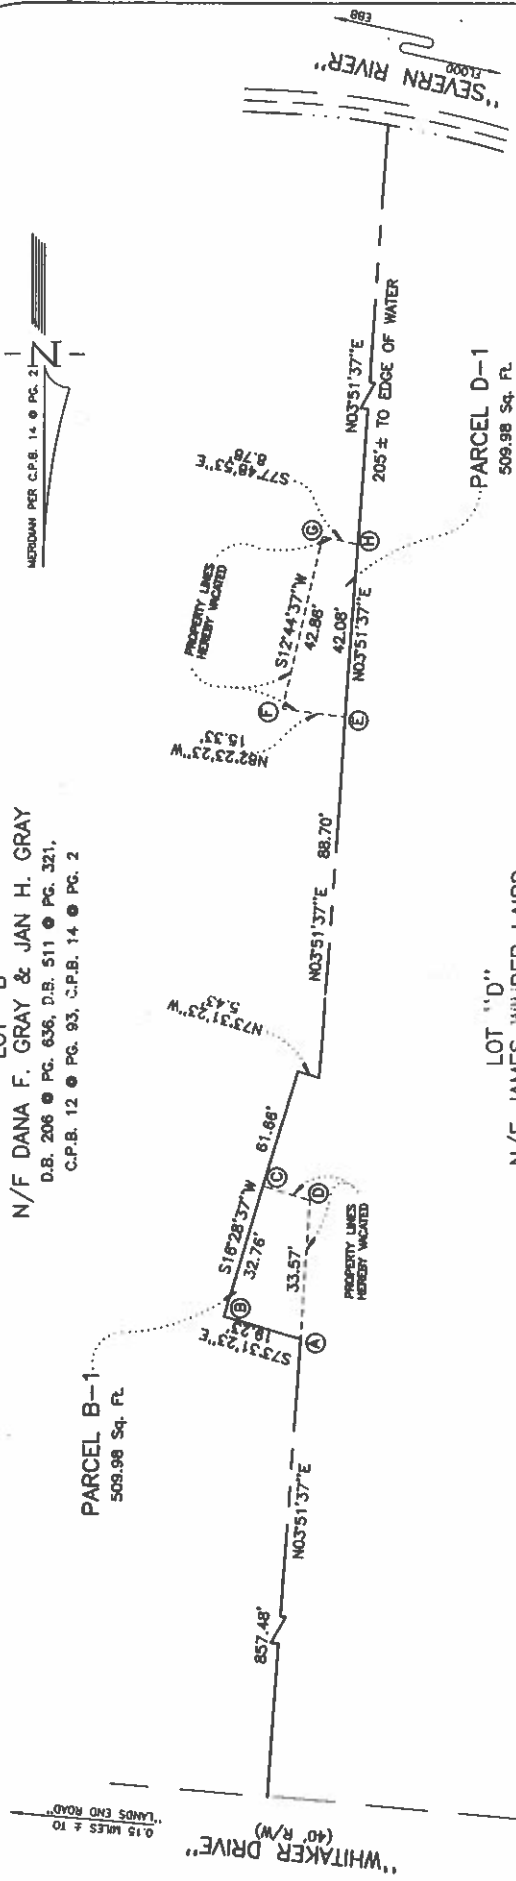 "SEVERN RIVER"
EBB
FLOOD
MERIDIAN PER C.P.B. 14 @ PG. 2
N
N03°51'37"E
205'± TO EDGE OF WATER
S77°48'53"E
8.78'
PARCEL D-1
509.98 Sq. Ft.
PROPERTY LINES
HEREBY VACATED
G
H
S12°44'37"W
42.86'
42.08'
N03°51'37"E
F
E
N82°23'23"W
15.33'
N/F DANA F. GRAY & JAN H. GRAY
D.B. 206 @ PG. 636, D.B. 511 @ PG. 321,
C.P.B. 12 @ PG. 93, C.P.B. 14 @ PG. 2
N03°51'37"E 88.70'
N73°31'23"W
5.43'
LOT "D"
61.66'
S16°28'37"W
32.76'
C
D
33.57'
PROPERTY LINES
HEREBY VACATED
B
S73°31'23"E
A
PARCEL B-1
509.98 Sq. Ft.
N03°51'37"E
857.48'
"WHITAKER DRIVE"
(40' R/W)
0.15 MILES ± TO
"LANDS END ROAD"